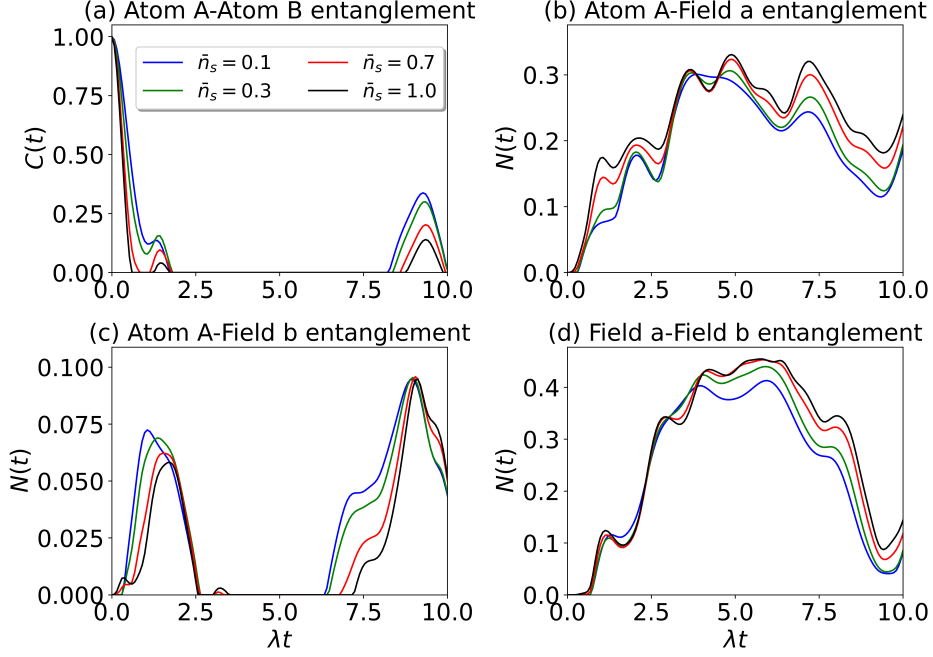 (a) Atom A-Atom B entanglement
(b) Atom A-Field a entanglement
1.00
0.75
0.50
0.25
0.00
C(t)
n̄ₛ = 0.1
n̄ₛ = 0.7
n̄ₛ = 0.3
n̄ₛ = 1.0
0.0 2.5 5.0 7.5 10.0
0.3
0.2
0.1
0.0
N(t)
0.0 2.5 5.0 7.5 10.0
(c) Atom A-Field b entanglement
(d) Field a-Field b entanglement
0.100
0.075
0.050
0.025
0.000
N(t)
0.0 2.5 5.0 7.5 10.0
λt
0.4
0.3
0.2
0.1
0.0
N(t)
0.0 2.5 5.0 7.5 10.0
λt